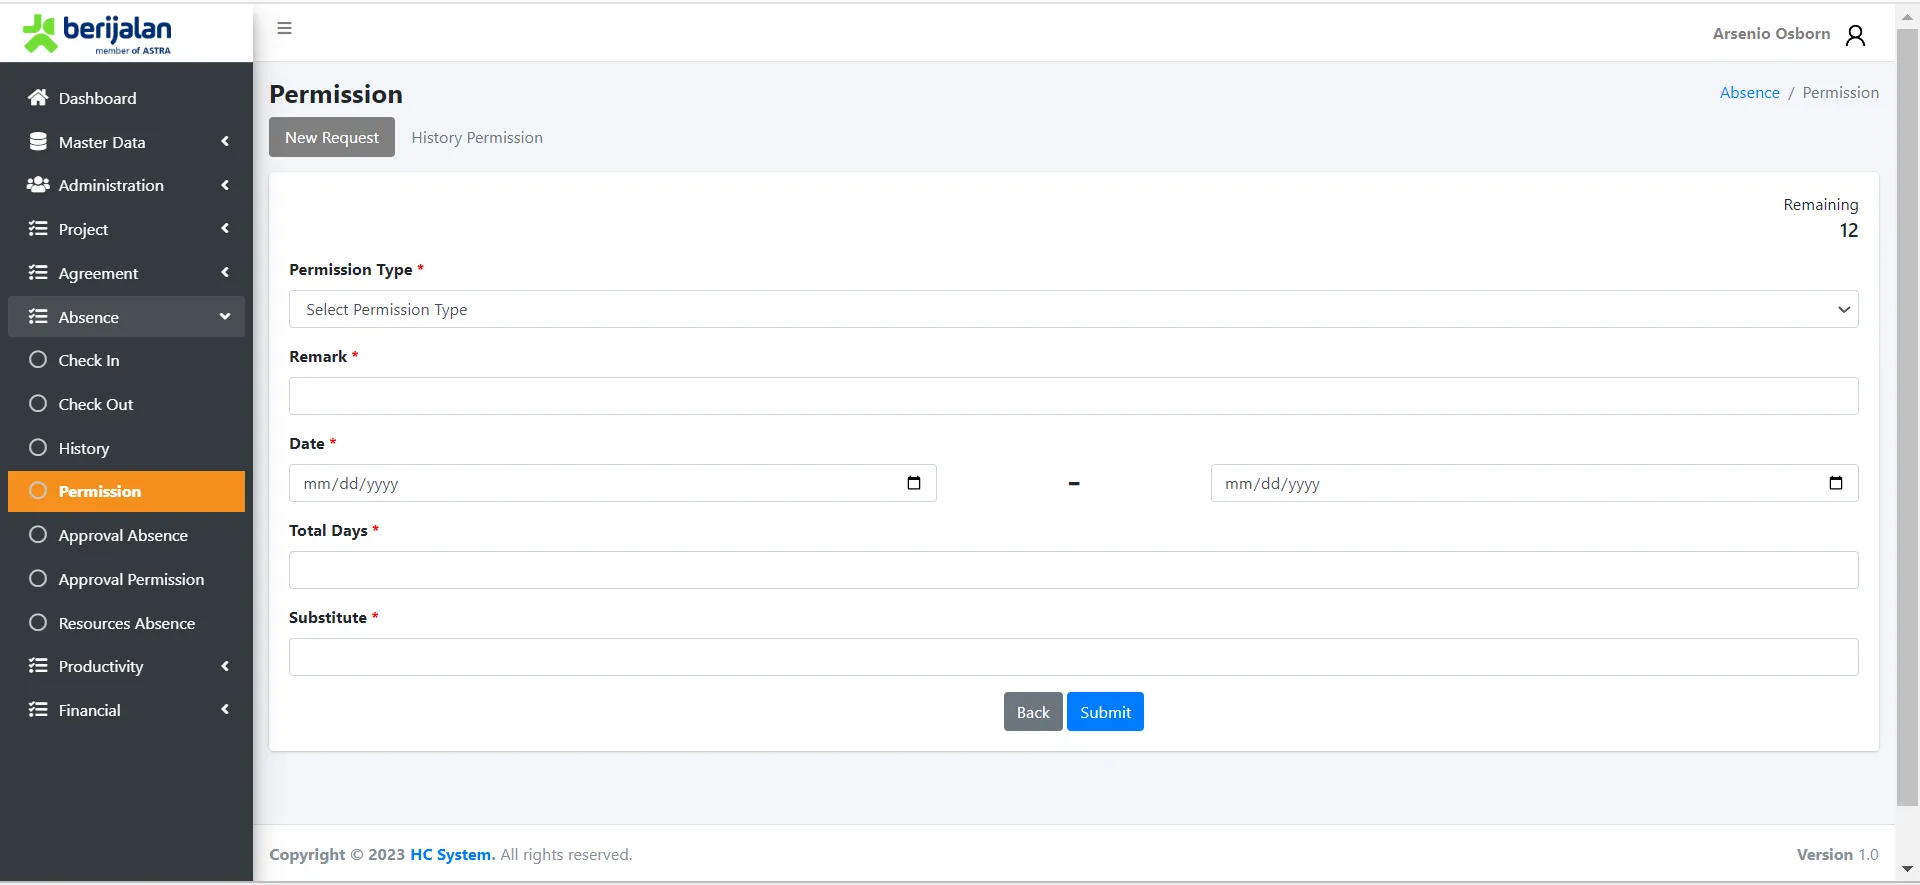 berijalan
member of ASTRA
Arsenio Osborn
Dashboard
Master Data
Administration
Project
Agreement
Absence
Check In
Check Out
History
Permission
Approval Absence
Approval Permission
Resources Absence
Productivity
Financial
Permission
Absence / Permission
New Request
History Permission
Remaining
12
Permission Type *
Select Permission Type
Remark *
Date *
mm/dd/yyyy - mm/dd/yyyy
Total Days *
Substitute *
Back
Submit
Copyright © 2023 HC System. All rights reserved.
Version 1.0